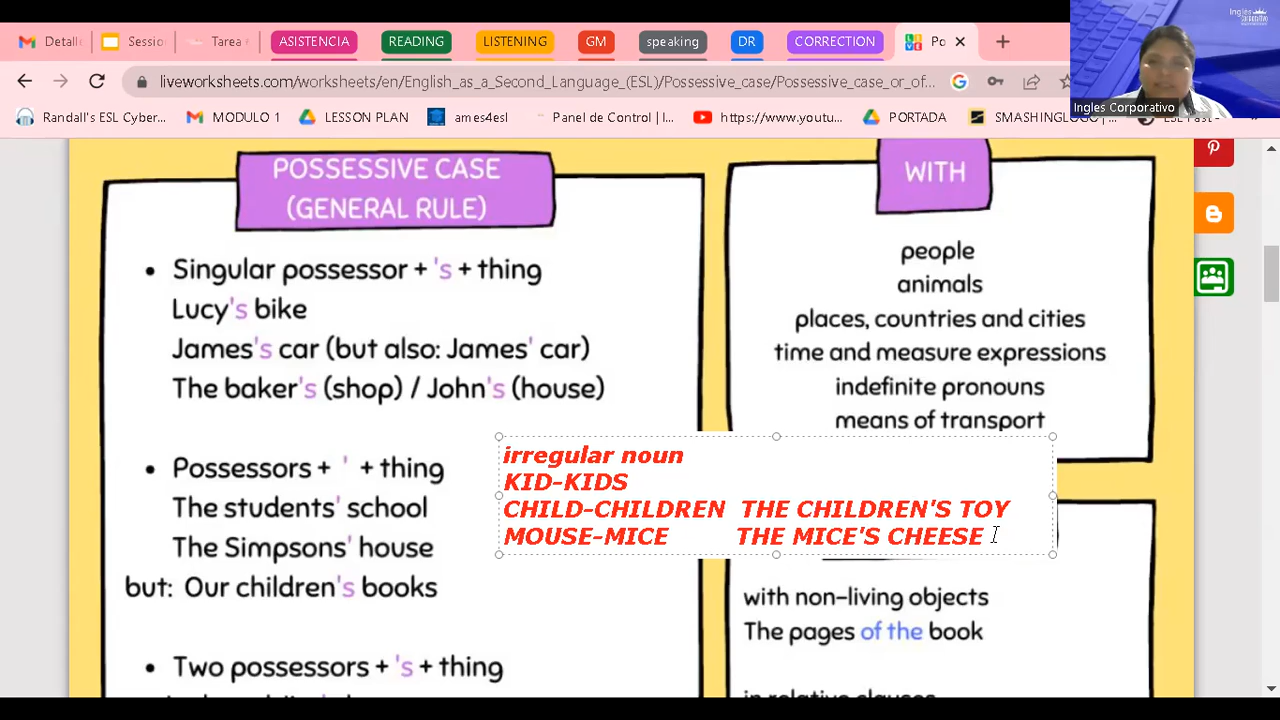 Detall
Sessio
Tarea
ASISTENCIA
READING
LISTENING
GM
speaking
DR
CORRECTION
Po
Ingles
liveworksheets.com/worksheets/en/English_as_a_Second_Language_(ESL)/Possessive_case/Possessive_case_or_of...
Ingles Corporativo
Randall's ESL Cyber...
MODULO 1
LESSON PLAN
ames4esl
Panel de Control | I...
https://www.youtu...
PORTADA
SMASHINGLOGO | ...
POSSESSIVE CASE
(GENERAL RULE)
• Singular possessor + 's + thing
Lucy's bike
James's car (but also: James' car)
The baker's (shop) / John's (house)
• Possessors + ' + thing
The students' school
The Simpsons' house
but: Our children's books
• Two possessors + 's + thing
WITH
people
animals
places, countries and cities
time and measure expressions
indefinite pronouns
means of transport
irregular noun
KID-KIDS
CHILD-CHILDREN THE CHILDREN'S TOY
MOUSE-MICE THE MICE'S CHEESE
with non-living objects
The pages of the book
in relative clauses